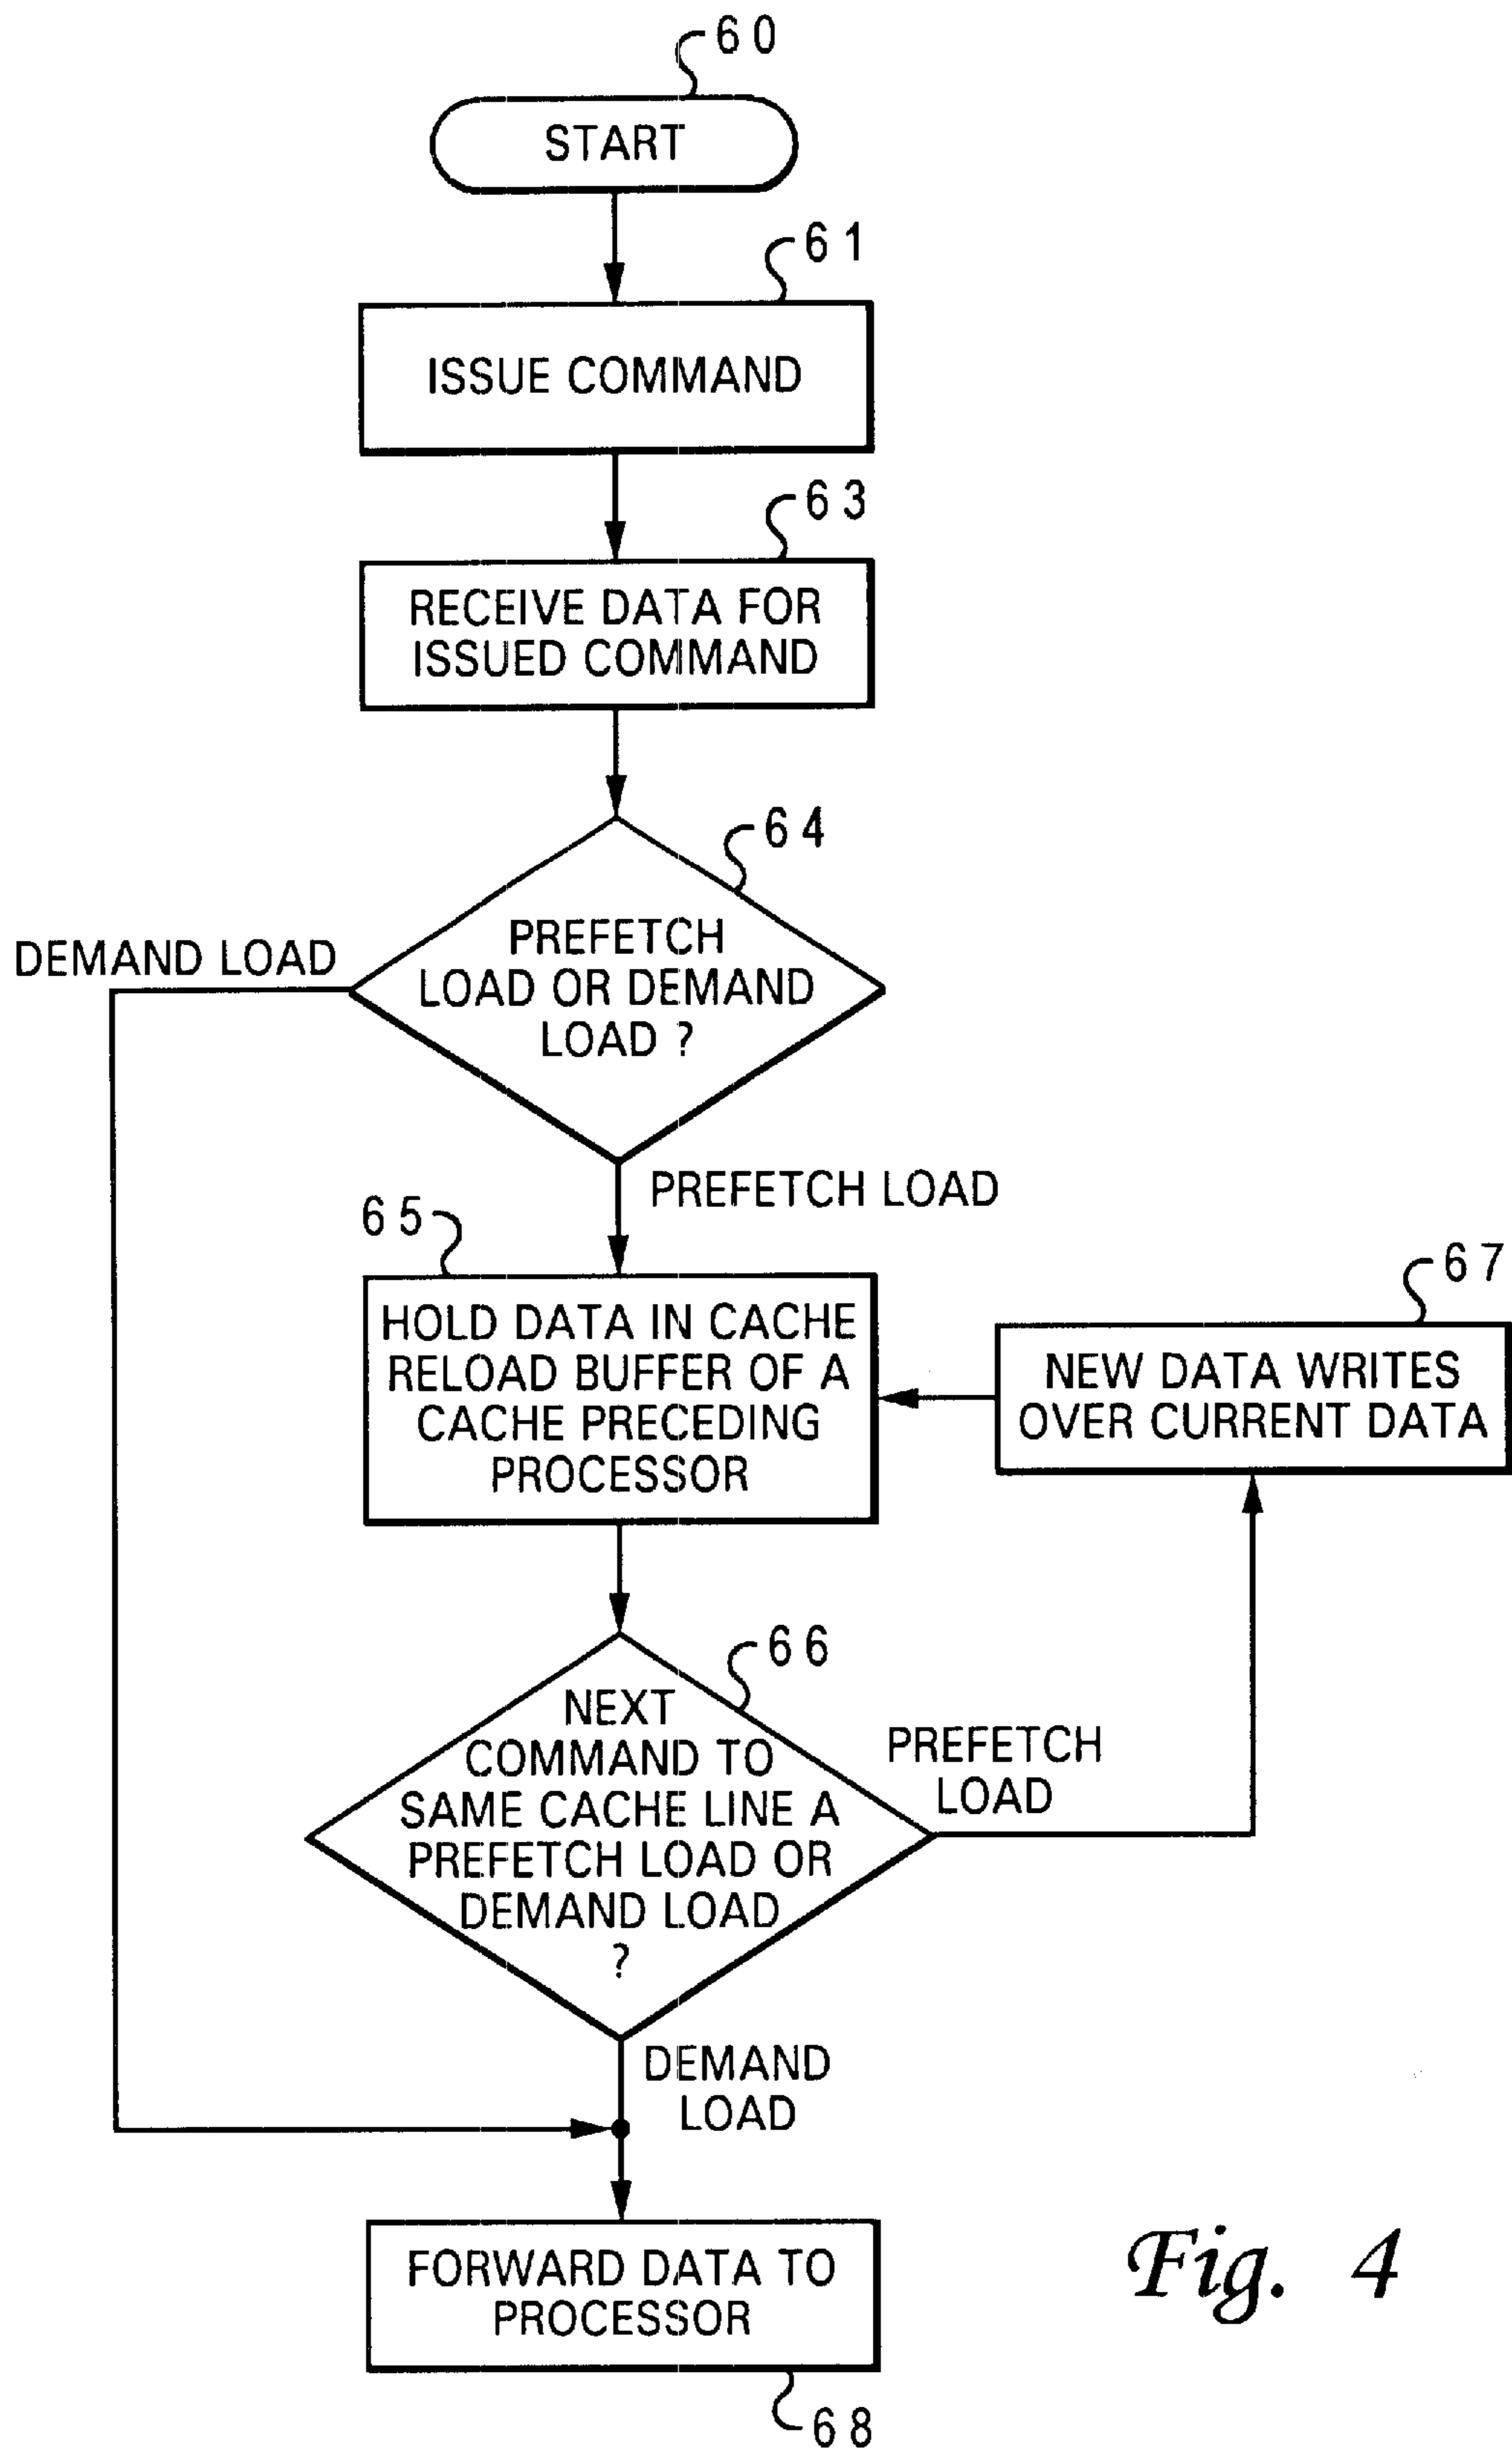 60
START
61
ISSUE COMMAND
63
RECEIVE DATA FOR
ISSUED COMMAND
64
PREFETCH
LOAD OR DEMAND
LOAD ?
DEMAND LOAD
PREFETCH LOAD
65
HOLD DATA IN CACHE
RELOAD BUFFER OF A
CACHE PRECEDING
PROCESSOR
67
NEW DATA WRITES
OVER CURRENT DATA
66
NEXT
COMMAND TO
SAME CACHE LINE A
PREFETCH LOAD OR
DEMAND LOAD
?
PREFETCH
LOAD
DEMAND
LOAD
FORWARD DATA TO
PROCESSOR
68
Fig. 4